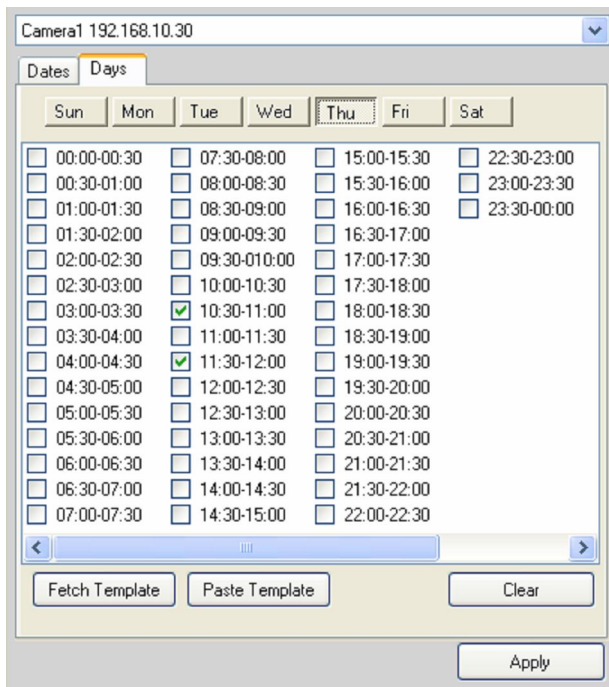 Camera1 192.168.10.30
Dates Days
Sun Mon Tue Wed Thu Fri Sat
00:00-00:30 07:30-08:00 15:00-15:30 22:30-23:00
00:30-01:00 08:00-08:30 15:30-16:00 23:00-23:30
01:00-01:30 08:30-09:00 16:00-16:30 23:30-00:00
01:30-02:00 09:00-09:30 16:30-17:00
02:00-02:30 09:30-010:00 17:00-17:30
02:30-03:00 10:00-10:30 17:30-18:00
03:00-03:30 10:30-11:00 18:00-18:30
03:30-04:00 11:00-11:30 18:30-19:00
04:00-04:30 11:30-12:00 19:00-19:30
04:30-05:00 12:00-12:30 19:30-20:00
05:00-05:30 12:30-13:00 20:00-20:30
05:30-06:00 13:00-13:30 20:30-21:00
06:00-06:30 13:30-14:00 21:00-21:30
06:30-07:00 14:00-14:30 21:30-22:00
07:00-07:30 14:30-15:00 22:00-22:30
Fetch Template Paste Template Clear
Apply